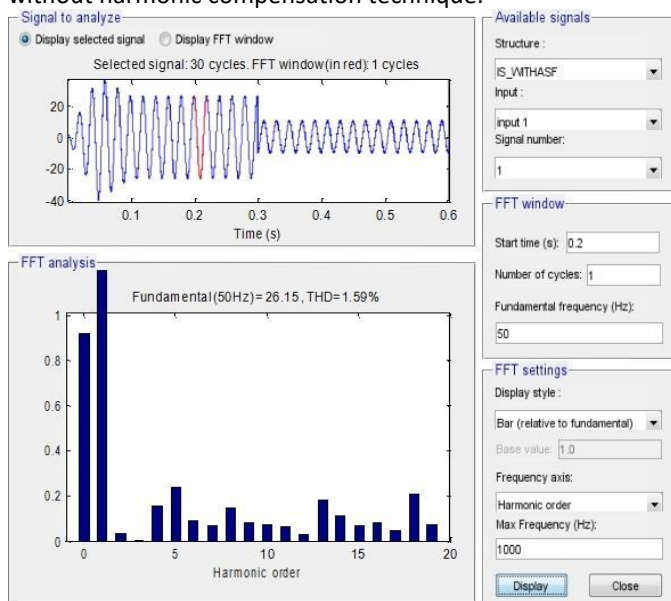 without harmonic compensation technique.
Signal to analyze
Display selected signal Display FFT window
Selected signal: 30 cycles. FFT window (in red): 1 cycles
20
0
-20
-40
0.1 0.2 0.3 0.4 0.5 0.6
Time (s)
FFT analysis
Fundamental (50Hz) = 26.15 , THD= 1.59%
1
0.8
0.6
0.4
0.2
0
0 5 10 15 20
Harmonic order
Available signals
Structure :
IS_WITHASF
Input :
input 1
Signal number:
1
FFT window
Start time (s): 0.2
Number of cycles: 1
Fundamental frequency (Hz):
50
FFT settings
Display style :
Bar (relative to fundamental)
Base value: 1.0
Frequency axis:
Harmonic order
Max Frequency (Hz):
1000
Display Close